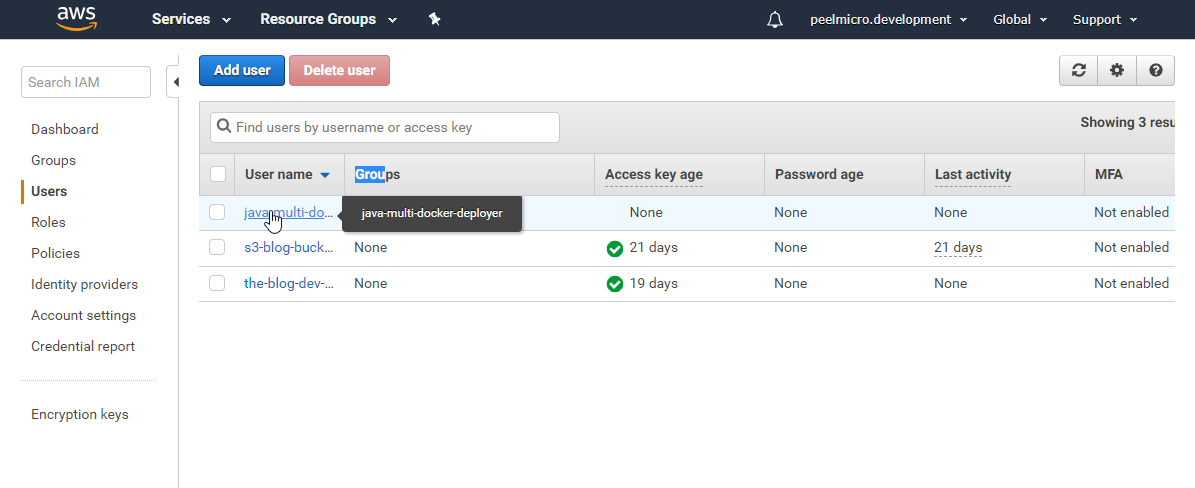 aws Services Resource Groups peelmicro.development Global Support
Search IAM
Add user Delete user
Dashboard
Groups
Users
Roles
Policies
Identity providers
Account settings
Credential report
Encryption keys
Find users by username or access key
Showing 3 resu
User name Groups Access key age Password age Last activity MFA
java-multi-do... java-multi-docker-deployer None None None Not enabled
s3-blog-buck... None 21 days None 21 days Not enabled
the-blog-dev-... None 19 days None None Not enabled